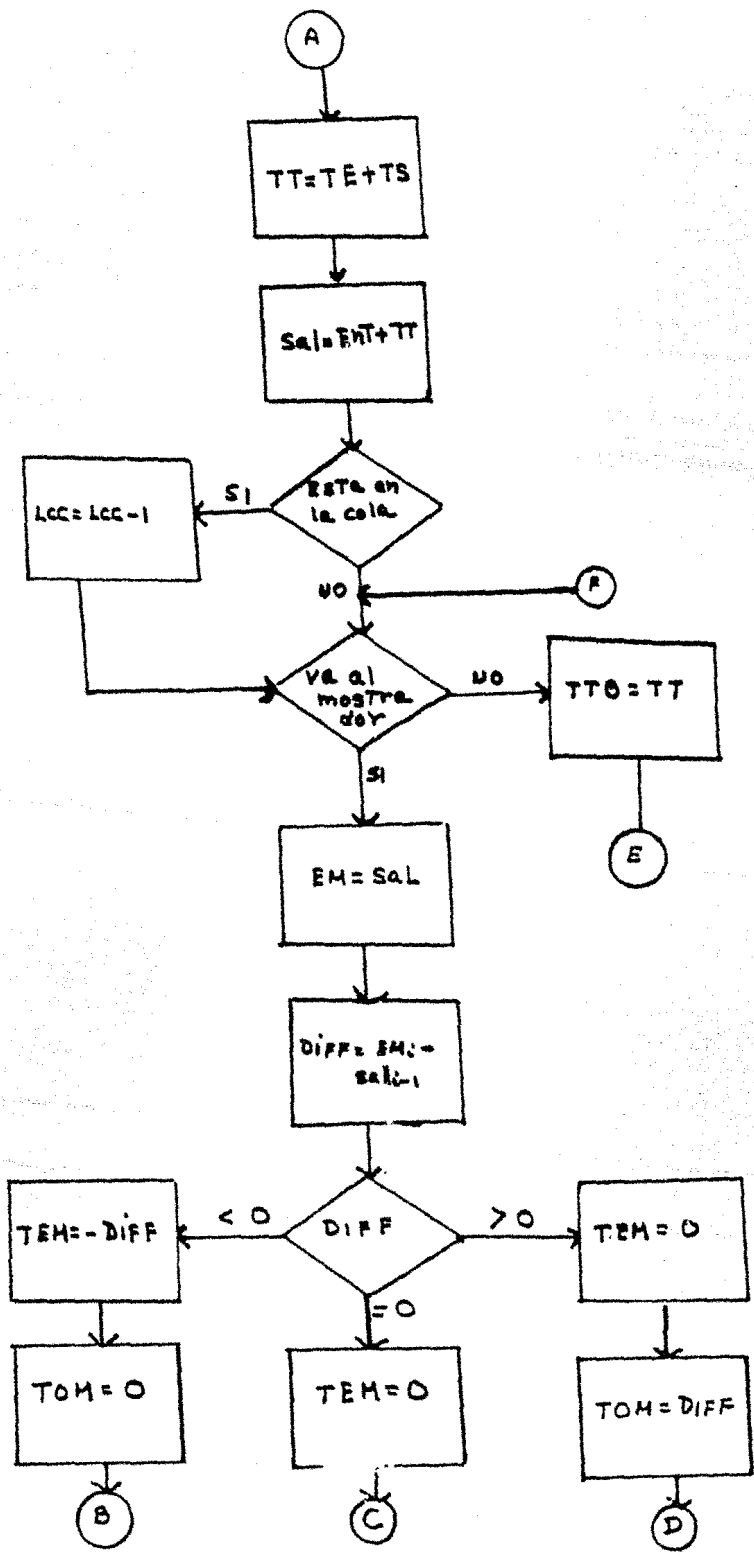 A
TT=TE+TS
Sal=EnT+TT
ESTa en
la cola
SI
LCC=LCC-1
NO
F
Va al
mostra
dor
NO
TTO=TT
E
SI
EM=SaL
DiFF=EMi-
sali-1
DIFF
< 0
TEM=-DiFF
TOM=0
B
=0
TEM=0
C
>0
TEM=0
TOM=DIFF
D